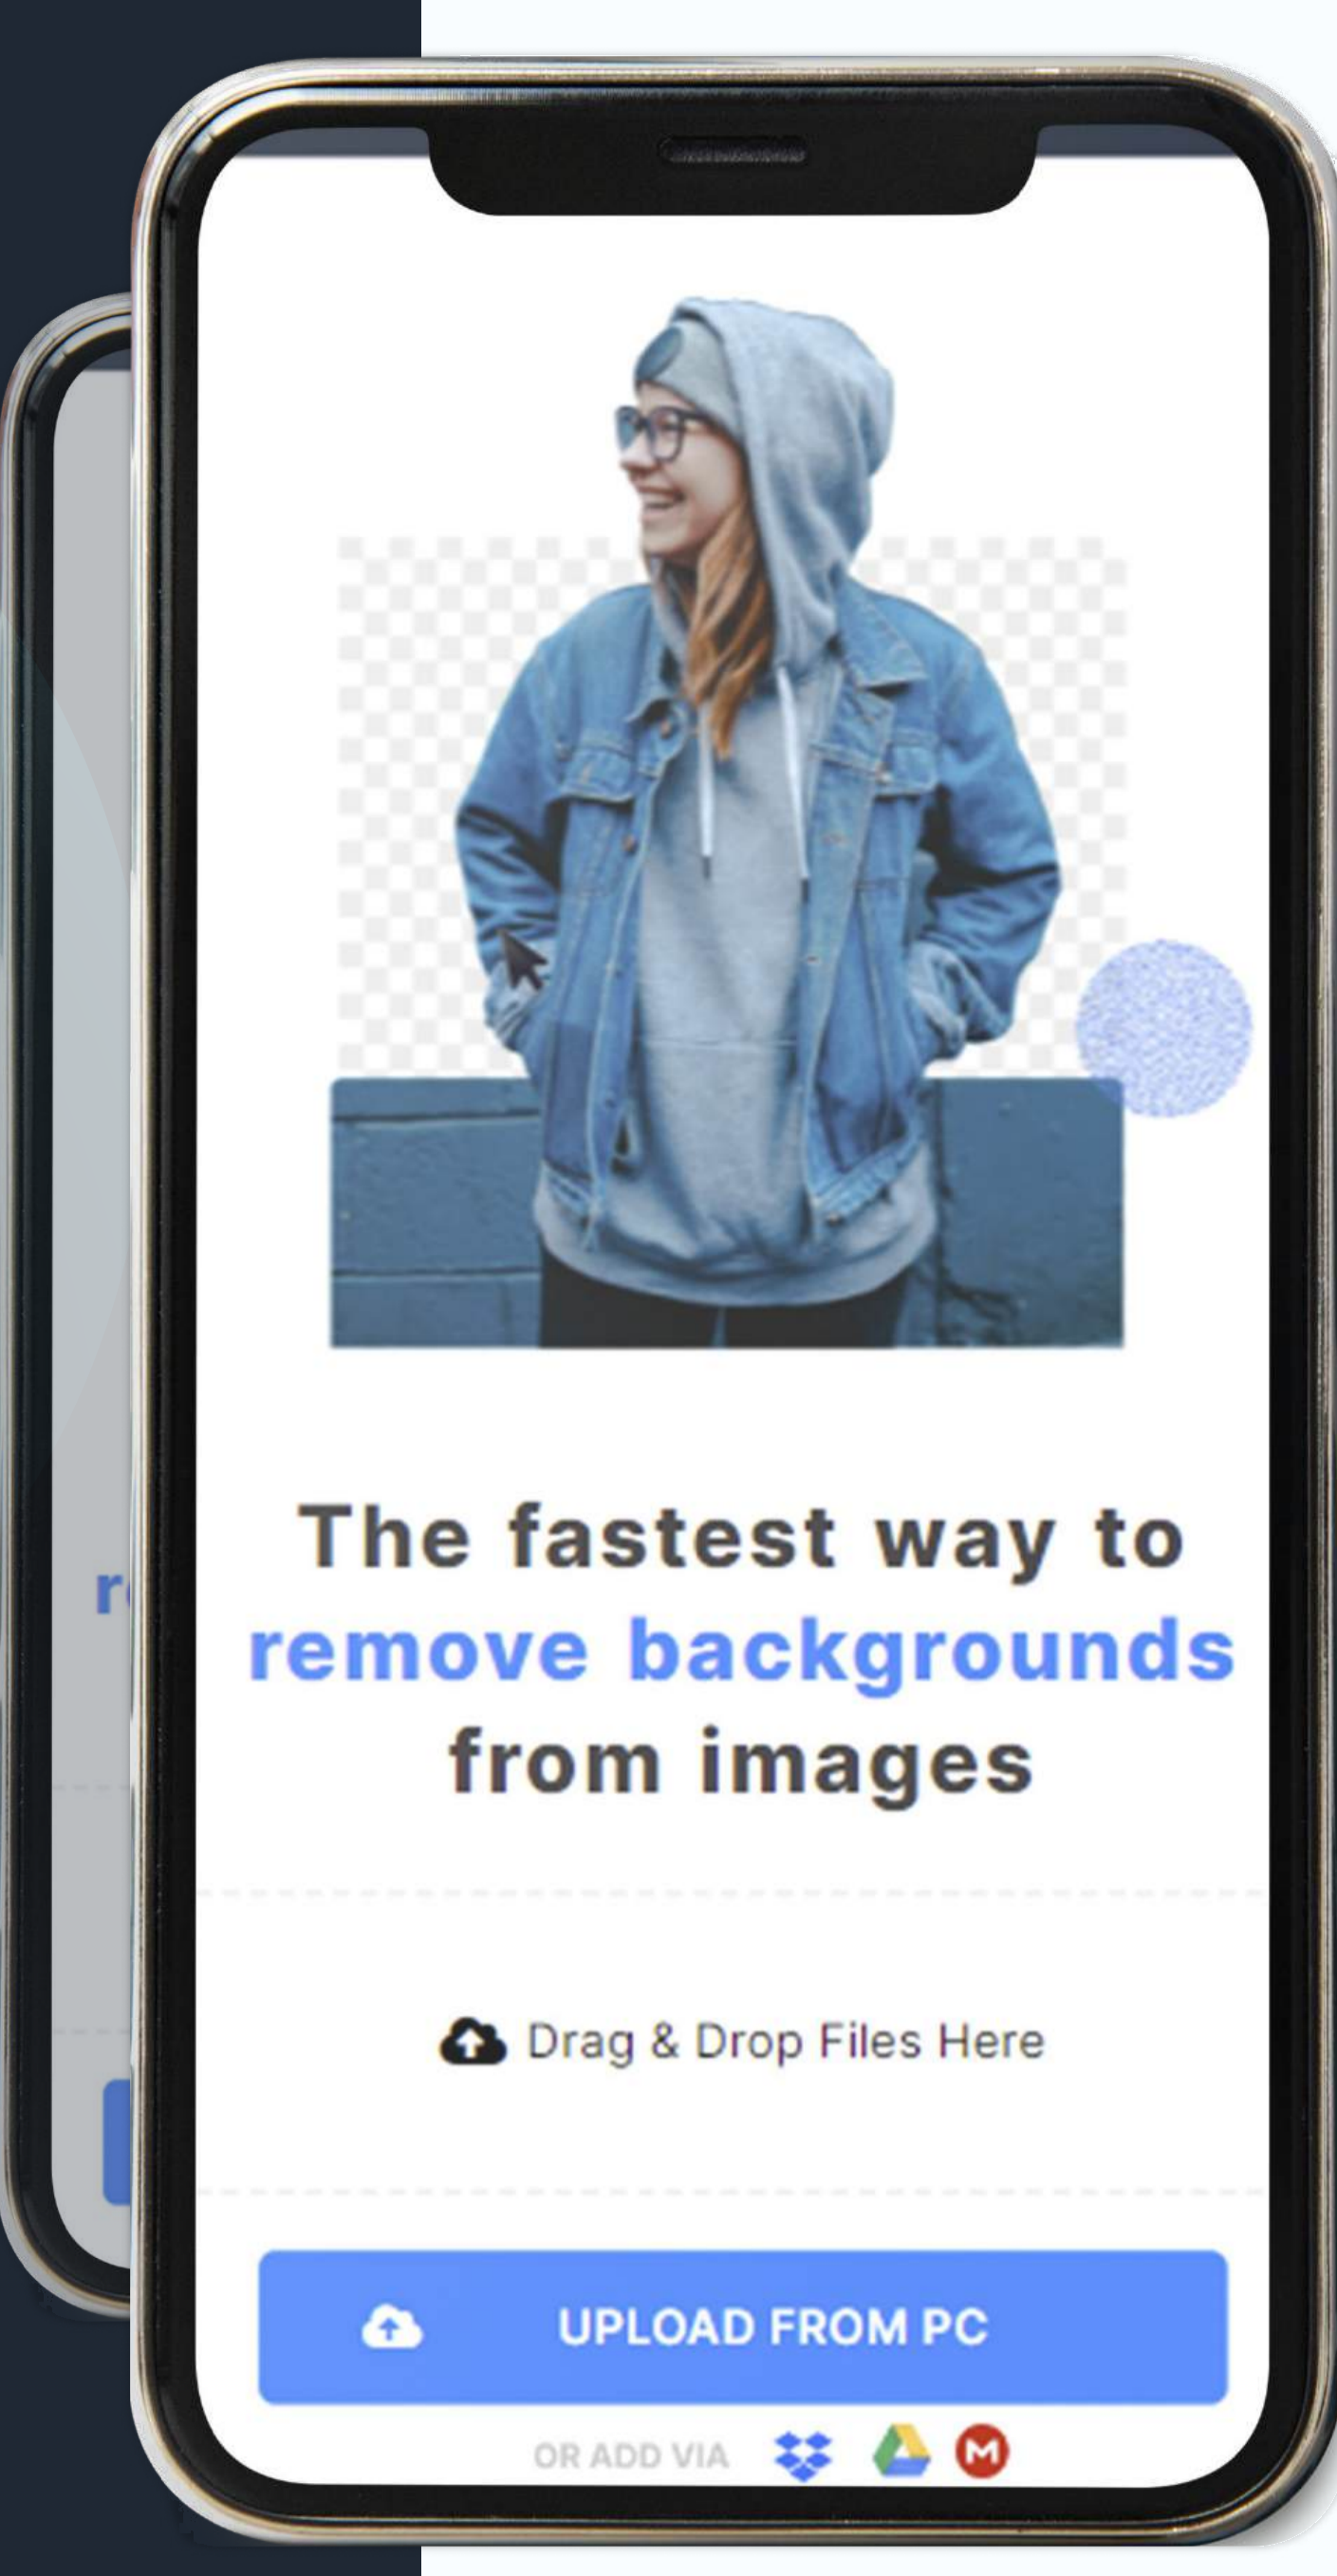 The fastest way to
remove backgrounds
from images
Drag & Drop Files Here
UPLOAD FROM PC
OR ADD VIA
M